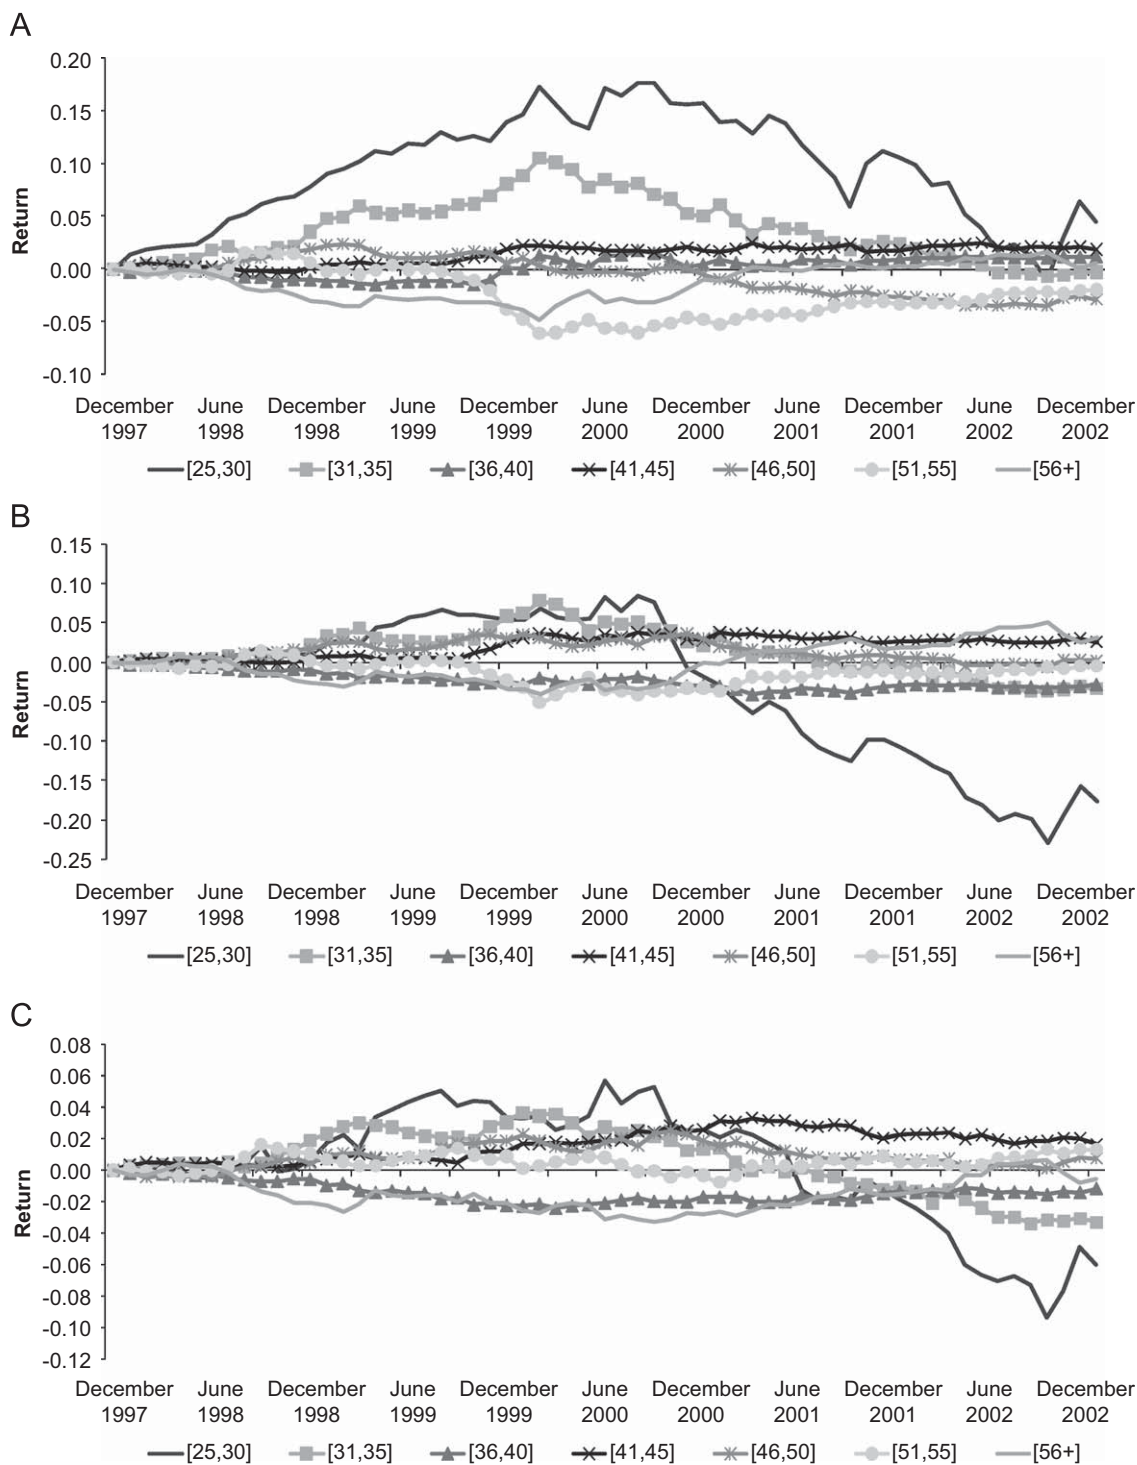 A
0.20
0.15
0.10
0.05
0.00
-0.05
-0.10
Return
December June December June December June December June December June December
1997 1998 1998 1999 1999 2000 2000 2001 2001 2002 2002
[25,30] [31,35] [36,40] [41,45] [46,50] [51,55] [56+]
B
0.15
0.10
0.05
0.00
-0.05
-0.10
-0.15
-0.20
-0.25
Return
December June December June December June December June December June December
1997 1998 1998 1999 1999 2000 2000 2001 2001 2002 2002
[25,30] [31,35] [36,40] [41,45] [46,50] [51,55] [56+]
C
0.08
0.06
0.04
0.02
0.00
-0.02
-0.04
-0.06
-0.08
-0.10
-0.12
Return
December June December June December June December June December June December
1997 1998 1998 1999 1999 2000 2000 2001 2001 2002 2002
[25,30] [31,35] [36,40] [41,45] [46,50] [51,55] [56+]